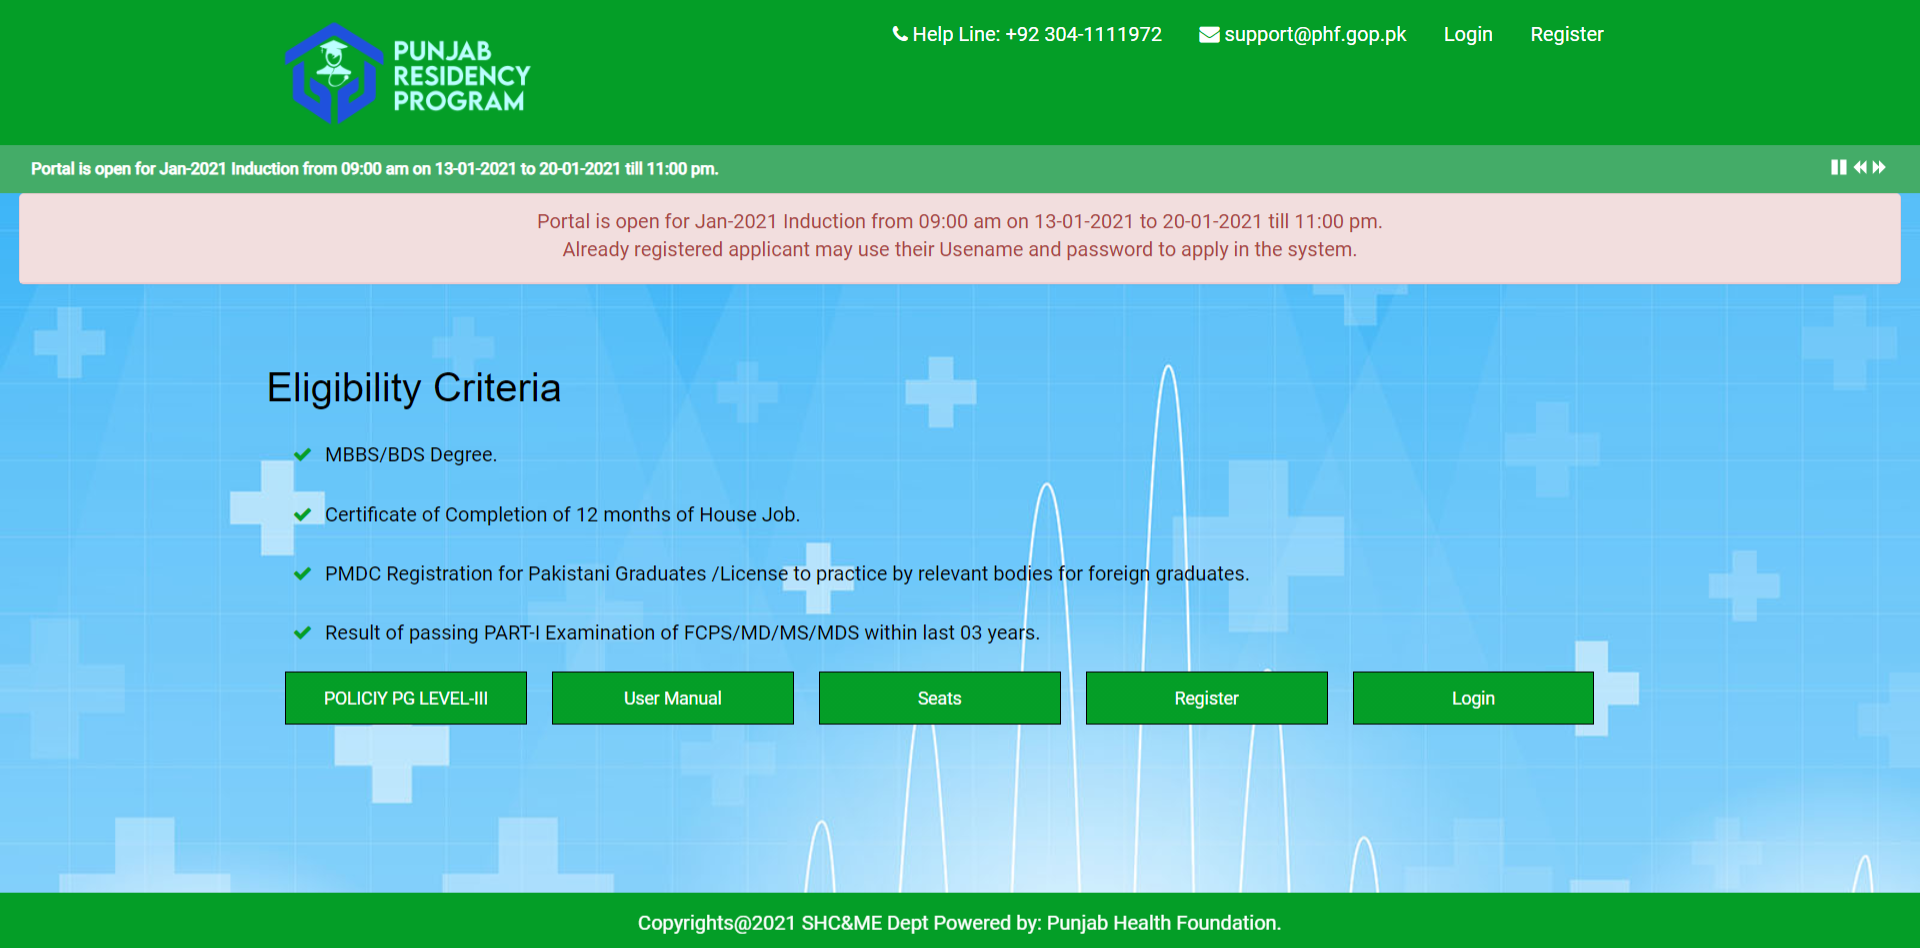 PUNJAB
RESIDENCY
PROGRAM
Help Line: +92 304-1111972 support@phf.gop.pk Login Register
Portal is open for Jan-2021 Induction from 09:00 am on 13-01-2021 to 20-01-2021 till 11:00 pm.
Portal is open for Jan-2021 Induction from 09:00 am on 13-01-2021 to 20-01-2021 till 11:00 pm.
Already registered applicant may use their Usename and password to apply in the system.
Eligibility Criteria
MBBS/BDS Degree.
Certificate of Completion of 12 months of House Job.
PMDC Registration for Pakistani Graduates /License to practice by relevant bodies for foreign graduates.
Result of passing PART-I Examination of FCPS/MD/MS/MDS within last 03 years.
POLICIY PG LEVEL-III User Manual Seats Register Login
Copyrights@2021 SHC&ME Dept Powered by: Punjab Health Foundation.